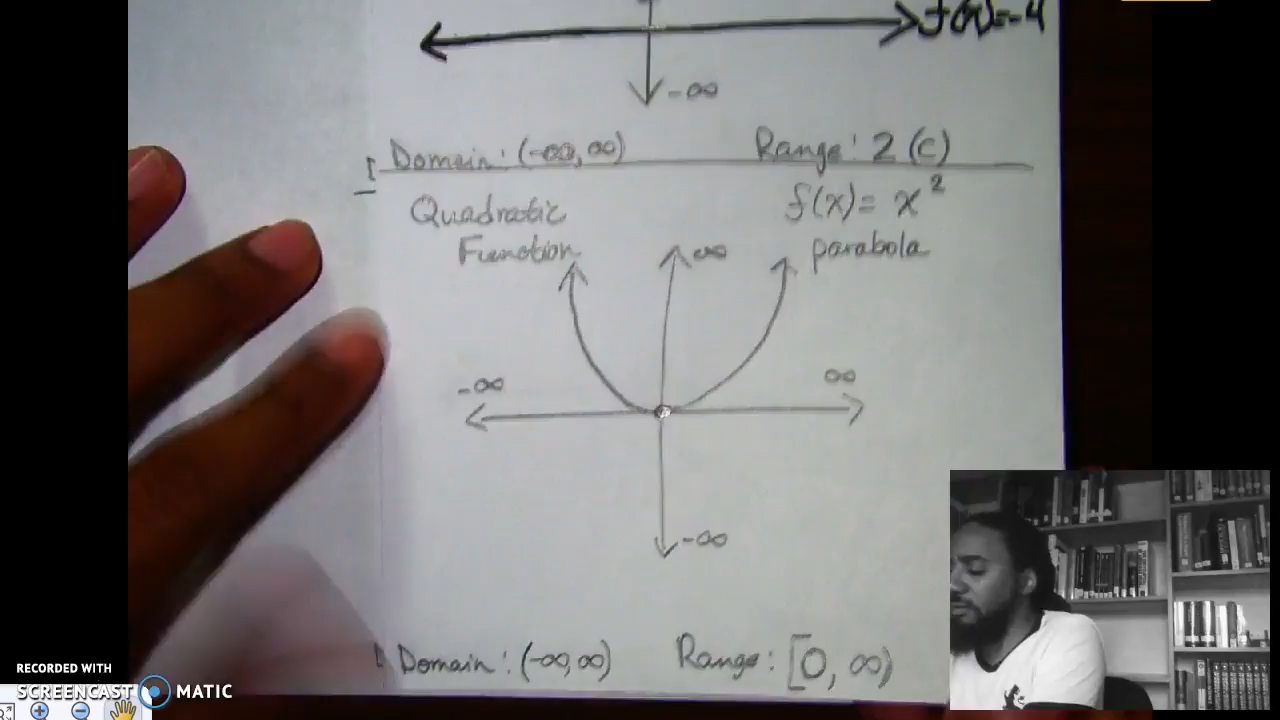 f(x)=-4
-∞
Domain: (-∞, ∞) Range: 2 (c)
Quadratic f(x) = x²
Function ∞ parabola
-∞ ∞
-∞
Domain: (-∞, ∞) Range: [0, ∞)
RECORDED WITH
SCREENCAST MATIC